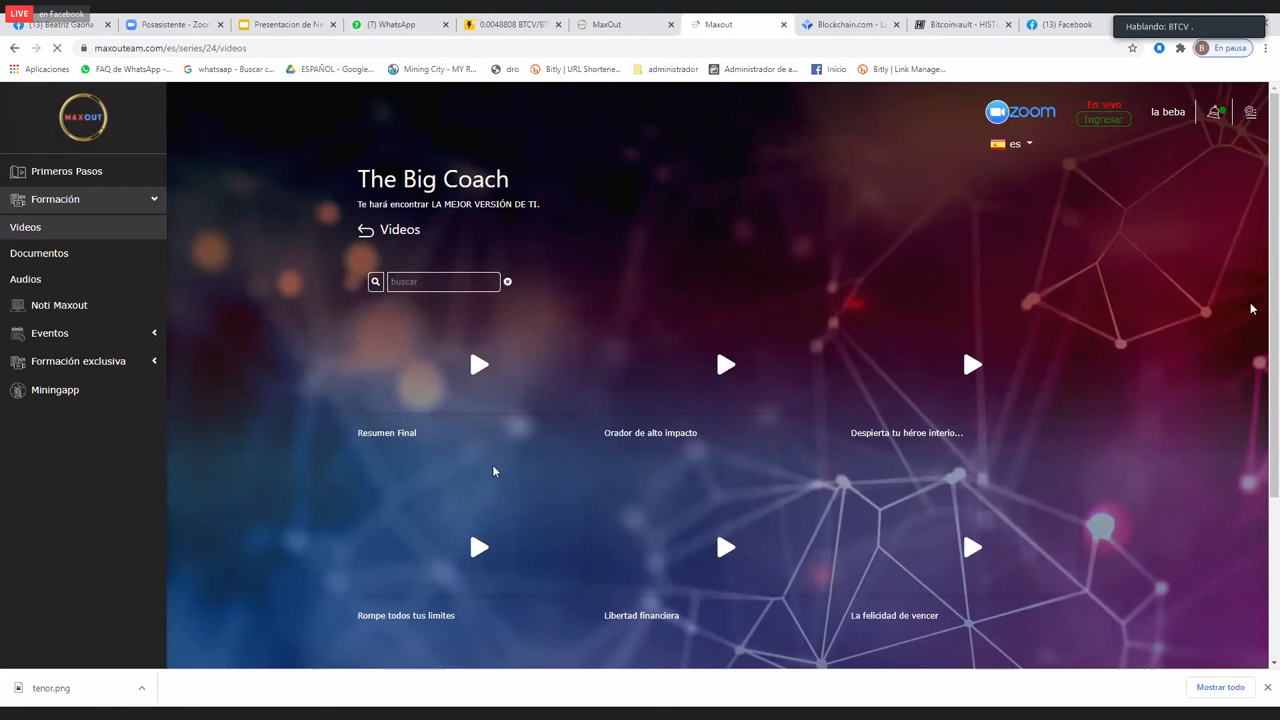 LIVE en Facebook
(13) Beatriz Gaona
Posasistente - Zoo
Presentacion de Ne
(7) WhatsApp
0.0048808 BTCV/B
MaxOut
Maxout
Blockchain.com - L
Bitcoinvault - HIST
(13) Facebook
Hablando: BTCV .
maxouteam.com/es/series/24/videos
B En pausa
Aplicaciones
FAQ de WhatsApp -...
whatsaap - Buscar c...
ESPAÑOL - Google...
Mining City - MY R...
dro
Bitly | URL Shortene...
administrador
Administrador de a...
Inicio
Bitly | Link Manage...
MAXOUT
zoom
En vivo
Ingresar
la beba
es
Primeros Pasos
Formación
Videos
Documentos
Audios
Noti Maxout
Eventos
Formación exclusiva
Miningapp
The Big Coach
Te hará encontrar LA MEJOR VERSIÓN DE TI.
Videos
buscar
Resumen Final
Orador de alto impacto
Despierta tu héroe interio...
Rompe todos tus limites
Libertad financiera
La felicidad de vencer
tenor.png
Mostrar todo